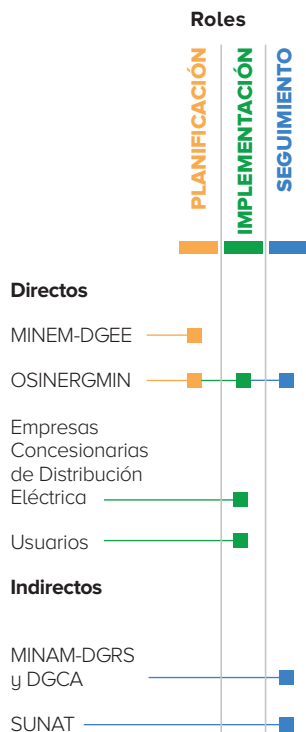 Roles
PLANIFICACIÓN
IMPLEMENTACIÓN
SEGUIMIENTO
Directos
MINEM-DGEE
OSINERGMIN
Empresas
Concesionarias
de Distribución
Eléctrica
Usuarios
Indirectos
MINAM-DGRS
y DGCA
SUNAT